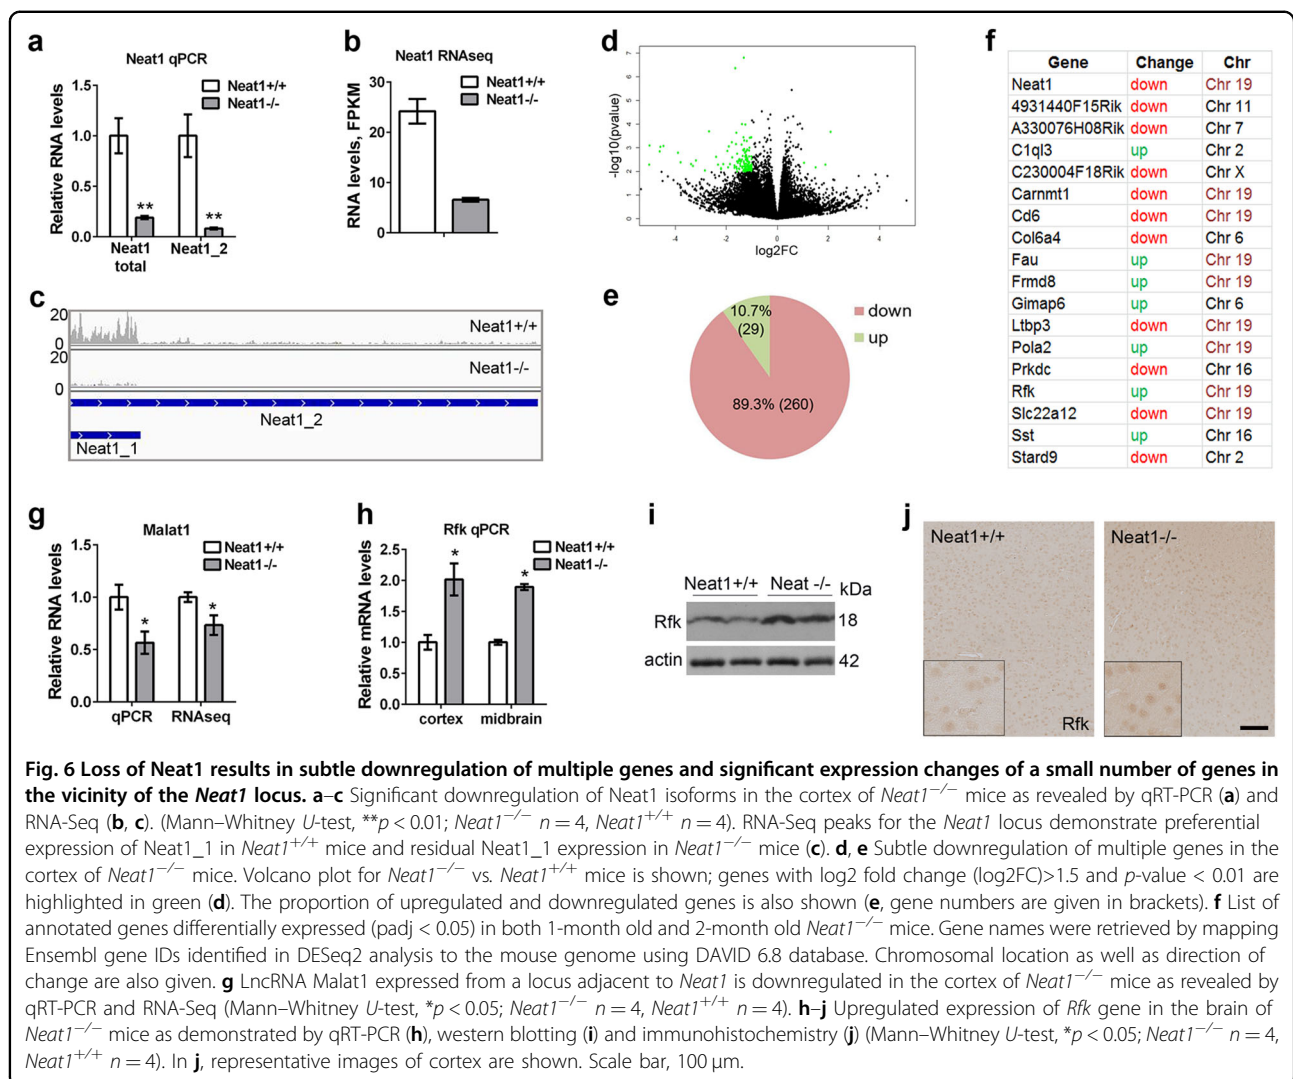 a
Neat1 qPCR
Neat1+/+
Neat1-/-
Relative RNA levels
1.5
1.0
0.5
0.0
**
**
Neat1 total
Neat1_2
b
Neat1 RNAseq
Neat1+/+
Neat1-/-
RNA levels, FPKM
30
20
10
0
c
20
0
Neat1+/+
20
0
Neat1-/-
Neat1_2
Neat1_1
d
-log10(pvalue)
7
6
5
4
3
2
1
0
-4
-2
0
2
4
log2FC
e
10.7%
(29)
89.3% (260)
down
up
f
Gene Change Chr
Neat1 down Chr 19
4931440F15Rik down Chr 11
A330076H08Rik down Chr 7
C1ql3 up Chr 2
C230004F18Rik down Chr X
Carnmt1 down Chr 19
Cd6 down Chr 19
Col6a4 down Chr 6
Fau up Chr 19
Frmd8 up Chr 19
Gimap6 up Chr 6
Ltbp3 down Chr 19
Pola2 up Chr 19
Prkdc down Chr 16
Rfk up Chr 19
Slc22a12 down Chr 19
Sst up Chr 16
Stard9 down Chr 2
g
Malat1
Neat1+/+
Neat1-/-
Relative RNA levels
1.5
1.0
0.5
0.0
*
*
qPCR
RNAseq
h
Rfk qPCR
Neat1+/+
Neat1-/-
Relative mRNA levels
2.5
2.0
1.5
1.0
0.5
0.0
*
*
cortex
midbrain
i
Neat1+/+ Neat -/- kDa
Rfk 18
actin 42
j
Neat1+/+
Neat1-/-
Rfk
Fig. 6 Loss of Neat1 results in subtle downregulation of multiple genes and significant expression changes of a small number of genes in
the vicinity of the Neat1 locus. a–c Significant downregulation of Neat1 isoforms in the cortex of Neat1−/− mice as revealed by qRT-PCR (a) and
RNA-Seq (b, c). (Mann–Whitney U-test, **p < 0.01; Neat1−/− n = 4, Neat1+/+ n = 4). RNA-Seq peaks for the Neat1 locus demonstrate preferential
expression of Neat1_1 in Neat1+/+ mice and residual Neat1_1 expression in Neat1−/− mice (c). d, e Subtle downregulation of multiple genes in the
cortex of Neat1−/− mice. Volcano plot for Neat1−/− vs. Neat1+/+ mice is shown; genes with log2 fold change (log2FC)>1.5 and p-value < 0.01 are
highlighted in green (d). The proportion of upregulated and downregulated genes is also shown (e, gene numbers are given in brackets). f List of
annotated genes differentially expressed (padj < 0.05) in both 1-month old and 2-month old Neat1−/− mice. Gene names were retrieved by mapping
Ensembl gene IDs identified in DESeq2 analysis to the mouse genome using DAVID 6.8 database. Chromosomal location as well as direction of
change are also given. g LncRNA Malat1 expressed from a locus adjacent to Neat1 is downregulated in the cortex of Neat1−/− mice as revealed by
qRT-PCR and RNA-Seq (Mann–Whitney U-test, *p < 0.05; Neat1−/− n = 4, Neat1+/+ n = 4). h–j Upregulated expression of Rfk gene in the brain of
Neat1−/− mice as demonstrated by qRT-PCR (h), western blotting (i) and immunohistochemistry (j) (Mann–Whitney U-test, *p < 0.05; Neat1−/− n = 4,
Neat1+/+ n = 4). In j, representative images of cortex are shown. Scale bar, 100 µm.